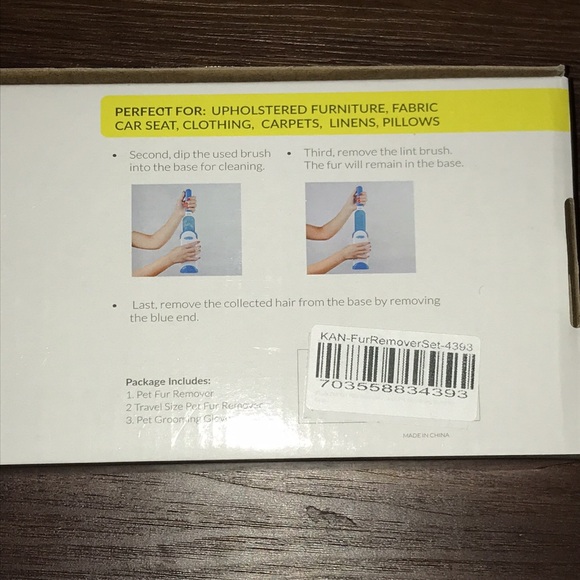 PERFECT FOR: UPHOLSTERED FURNITURE, FABRIC
CAR SEAT, CLOTHING, CARPETS, LINENS, PILLOWS
• Second, dip the used brush
into the base for cleaning.
• Third, remove the lint brush.
The fur will remain in the base.
• Last, remove the collected hair from the base by removing
the blue end.
KAN-FurRemoverSet-4393
703558834393
Package Includes:
1. Pet Fur Remover
2 Travel Size Pet Fur Remover
3. Pet Grooming
MADE IN CHINA